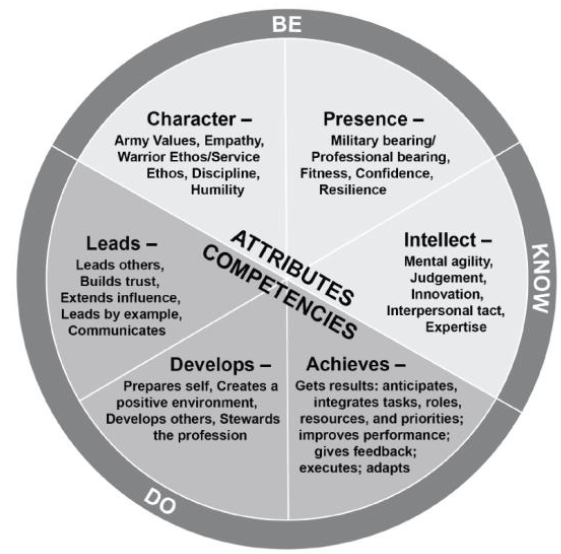 BE
Character –
Army Values, Empathy,
Warrior Ethos/Service
Ethos, Discipline,
Humility
Presence –
Military bearing/
Professional bearing,
Fitness, Confidence,
Resilience
Intellect –
Mental agility,
Judgement,
Innovation,
Interpersonal tact,
Expertise
KNOW
ATTRIBUTES
COMPETENCIES
Leads –
Leads others,
Builds trust,
Extends influence,
Leads by example,
Communicates
Develops –
Prepares self, Creates a
positive environment,
Develops others, Stewards
the profession
Achieves –
Gets results: anticipates,
integrates tasks, roles,
resources, and priorities;
improves performance;
gives feedback;
executes; adapts
DO